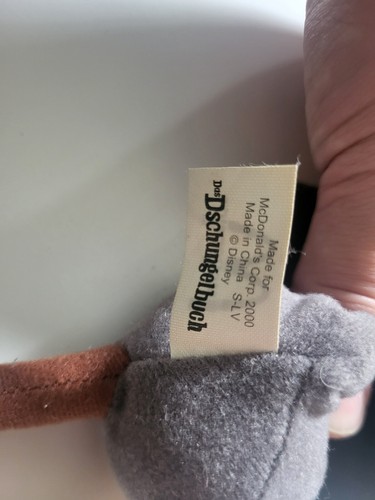 Das
Dschungelbuch
© Disney
Made in China S-LV
McDonald's Corp. 2000
Made for